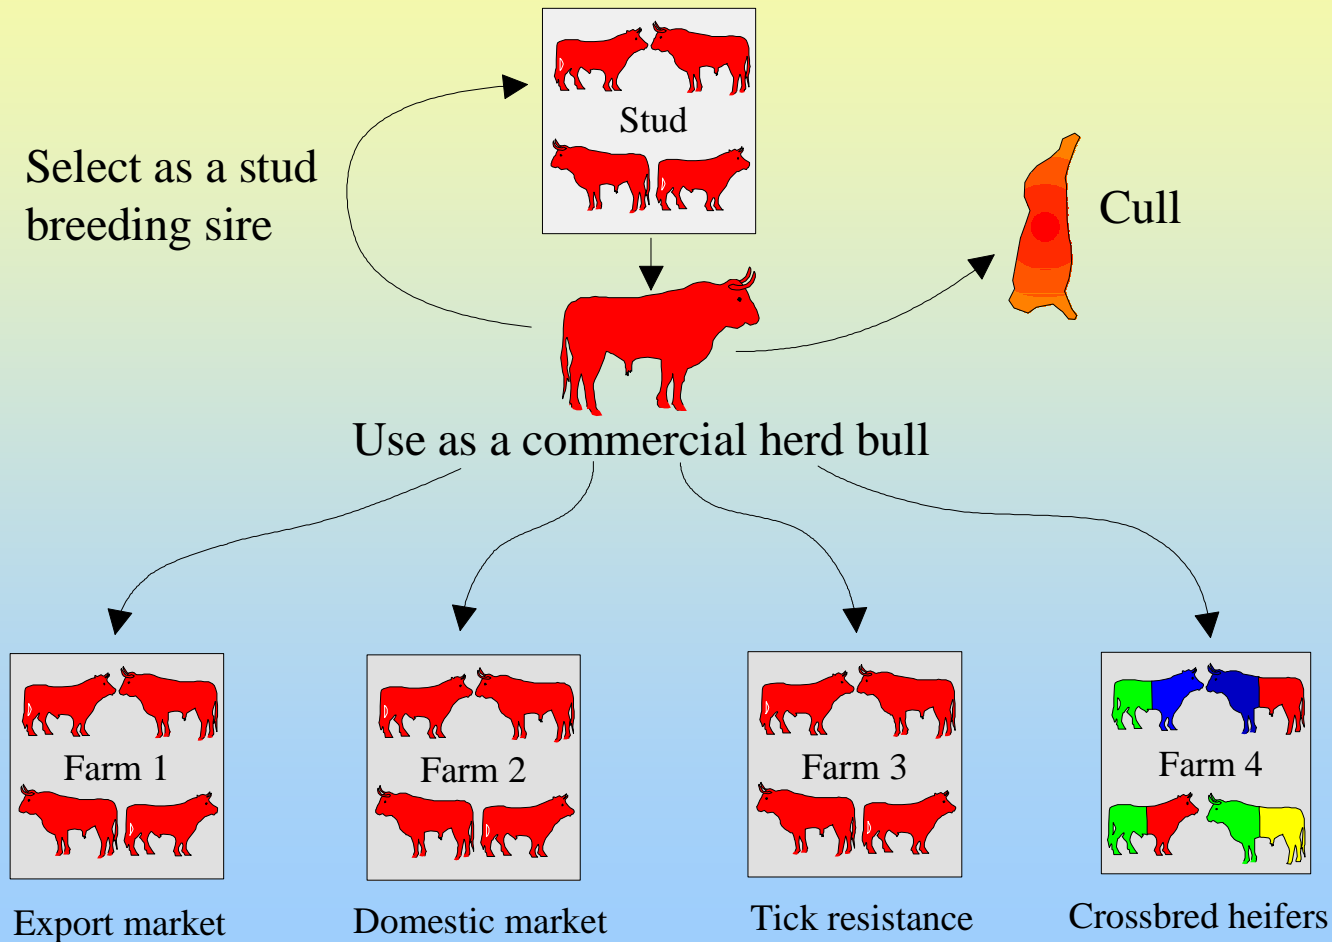 Stud
Select as a stud
breeding sire
Cull
Use as a commercial herd bull
Farm 1
Farm 2
Farm 3
Farm 4
Export market
Domestic market
Tick resistance
Crossbred heifers